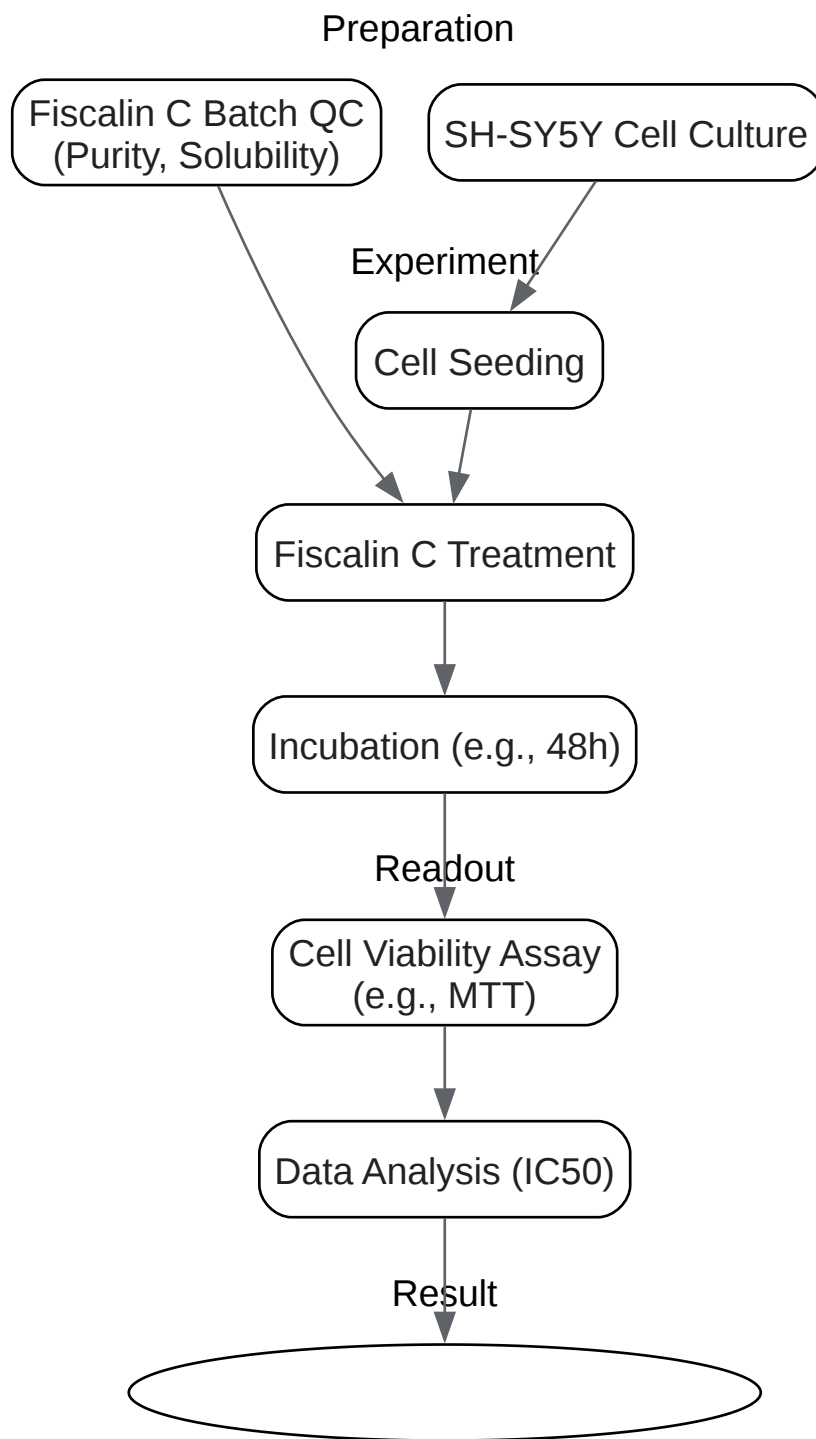 Preparation
Fiscalin C Batch QC
(Purity, Solubility)
SH-SY5Y Cell Culture
Experiment
Cell Seeding
Fiscalin C Treatment
Incubation (e.g., 48h)
Readout
Cell Viability Assay
(e.g., MTT)
Data Analysis (IC50)
Result